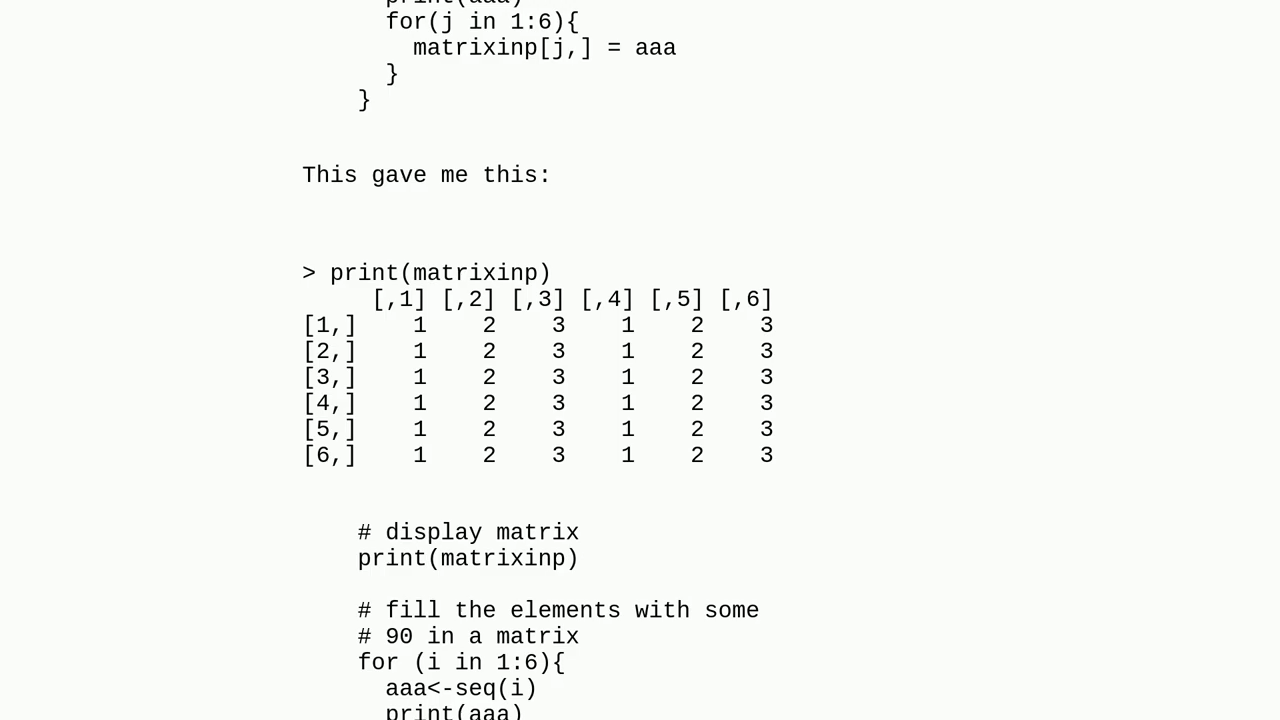 print(aaa)
for(j in 1:6){
matrixinp[j,] = aaa
}
}
This gave me this:
> print(matrixinp)
[,1] [,2] [,3] [,4] [,5] [,6]
[1,] 1 2 3 1 2 3
[2,] 1 2 3 1 2 3
[3,] 1 2 3 1 2 3
[4,] 1 2 3 1 2 3
[5,] 1 2 3 1 2 3
[6,] 1 2 3 1 2 3
# display matrix
print(matrixinp)
# fill the elements with some
# 90 in a matrix
for (i in 1:6){
aaa<-seq(i)
print(aaa)